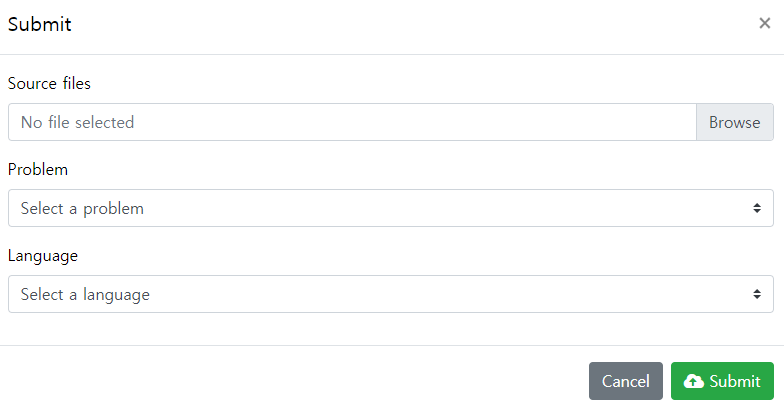 Submit
×
Source files
No file selected
Browse
Problem
Select a problem
Language
Select a language
Cancel
Submit